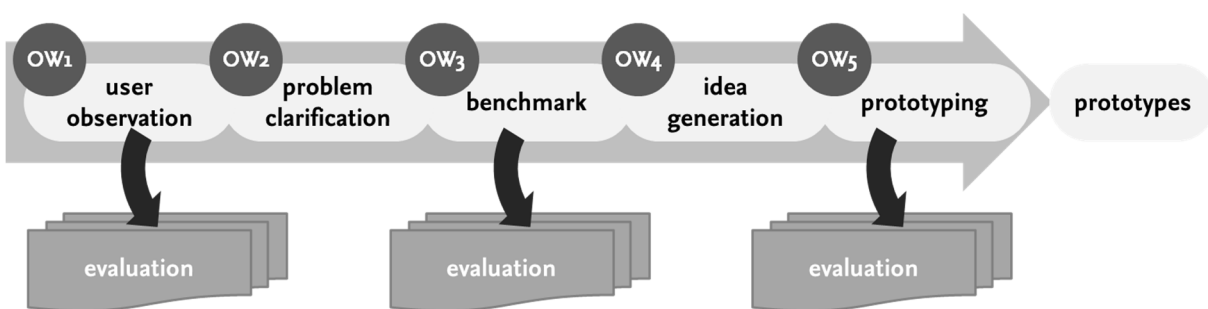 OW1
user
observation
OW2
problem
clarification
OW3
benchmark
OW4
idea
generation
OW5
prototyping
prototypes
evaluation
evaluation
evaluation